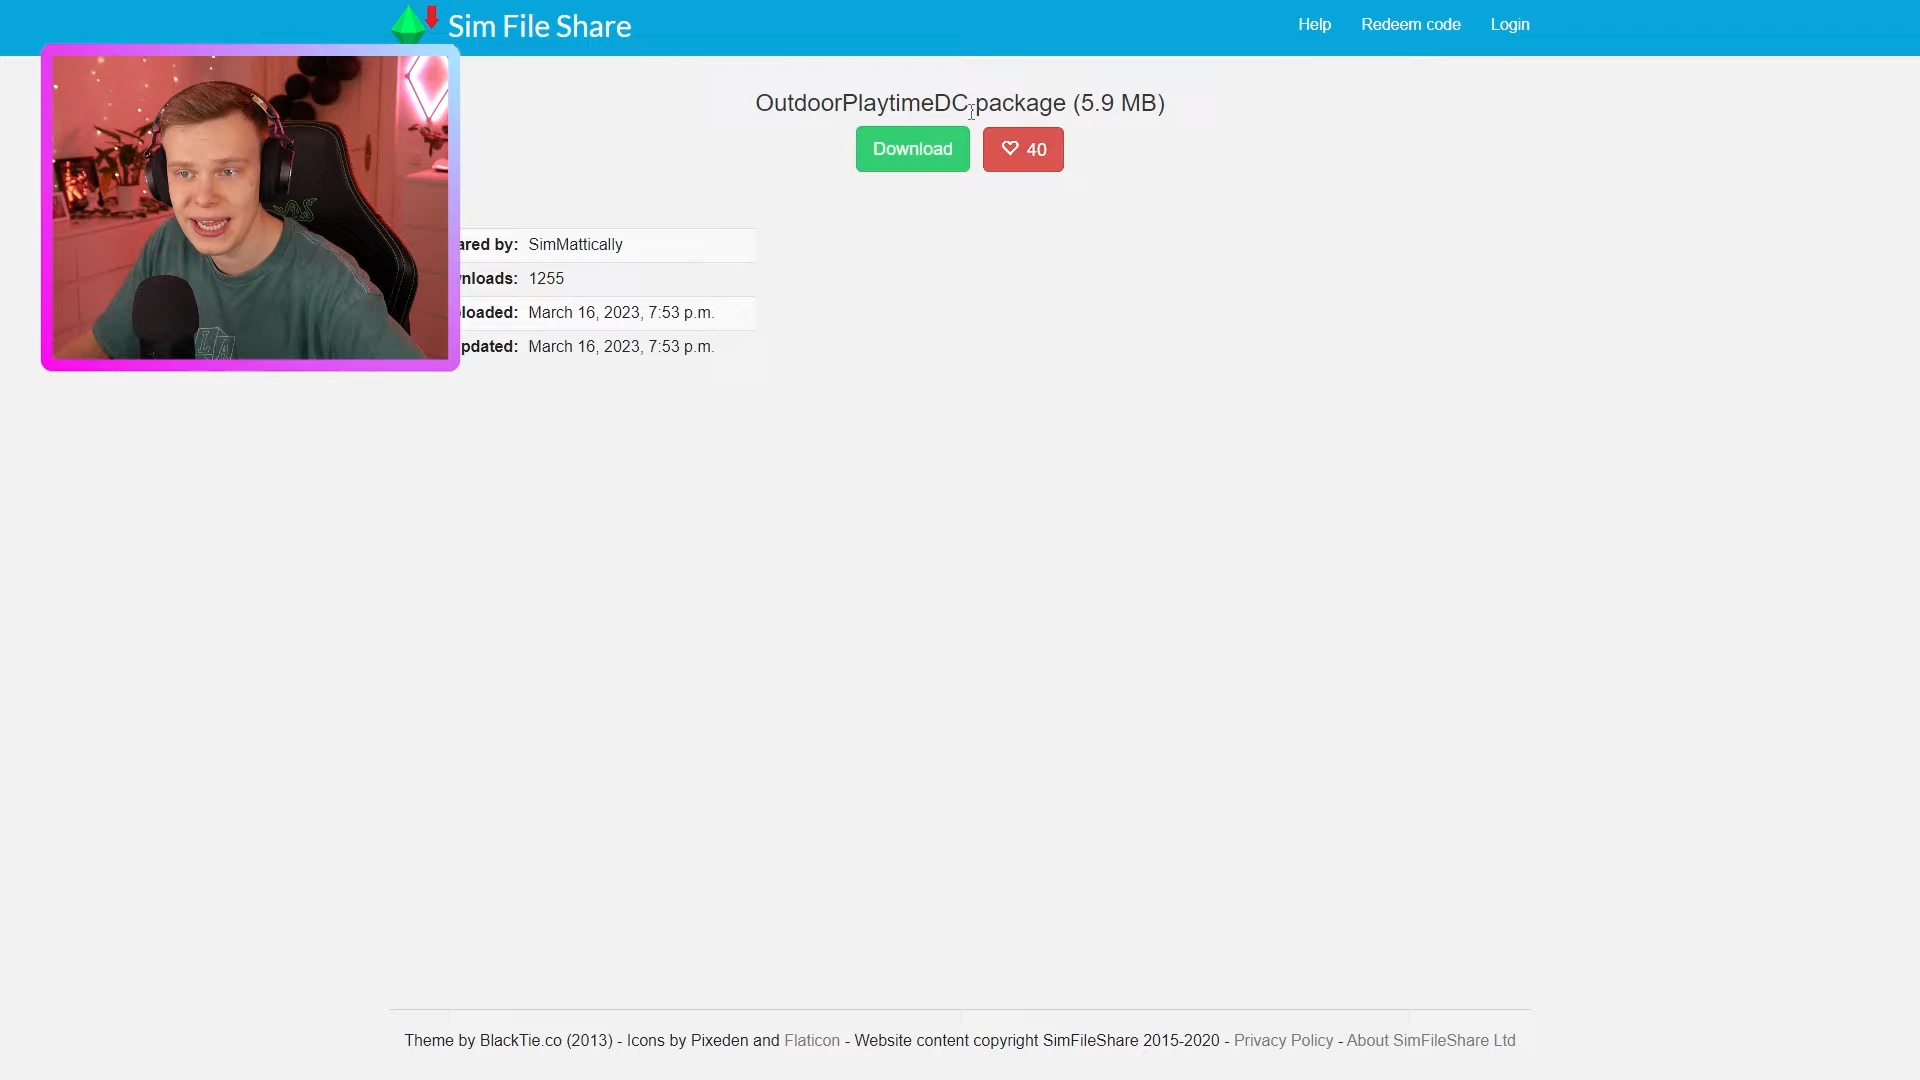 Sim File Share
Help Redeem code Login
OutdoorPlaytimeDC.package (5.9 MB)
Download 40
ared by: SimMattically
nloads: 1255
loaded: March 16, 2023, 7:53 p.m.
pdated: March 16, 2023, 7:53 p.m.
Theme by BlackTie.co (2013) - Icons by Pixeden and Flaticon - Website content copyright SimFileShare 2015-2020 - Privacy Policy - About SimFileShare Ltd